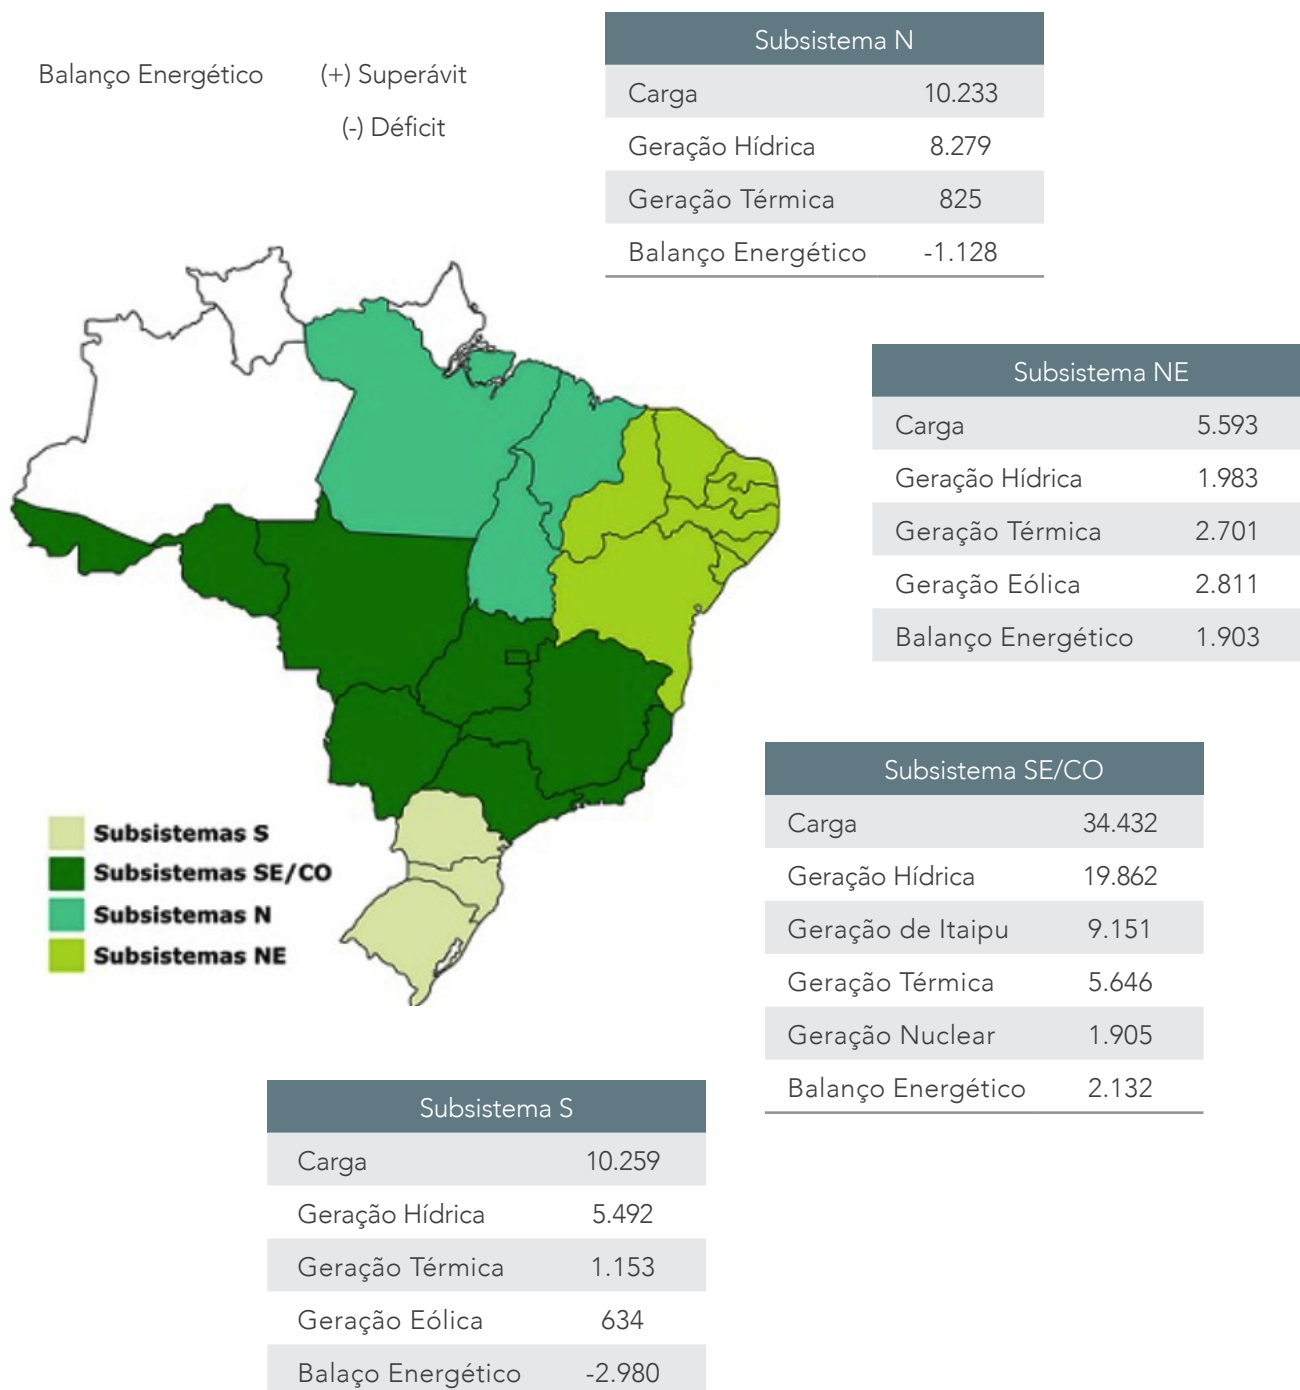 Balanço Energético (+) Superávit
(-) Déficit
Subsistema N
Carga 10.233
Geração Hídrica 8.279
Geração Térmica 825
Balanço Energético -1.128
Subsistema NE
Carga 5.593
Geração Hídrica 1.983
Geração Térmica 2.701
Geração Eólica 2.811
Balanço Energético 1.903
Subsistema SE/CO
Carga 34.432
Geração Hídrica 19.862
Geração de Itaipu 9.151
Geração Térmica 5.646
Geração Nuclear 1.905
Balanço Energético 2.132
Subsistemas S
Subsistemas SE/CO
Subsistemas N
Subsistemas NE
Subsistema S
Carga 10.259
Geração Hídrica 5.492
Geração Térmica 1.153
Geração Eólica 634
Balaço Energético -2.980